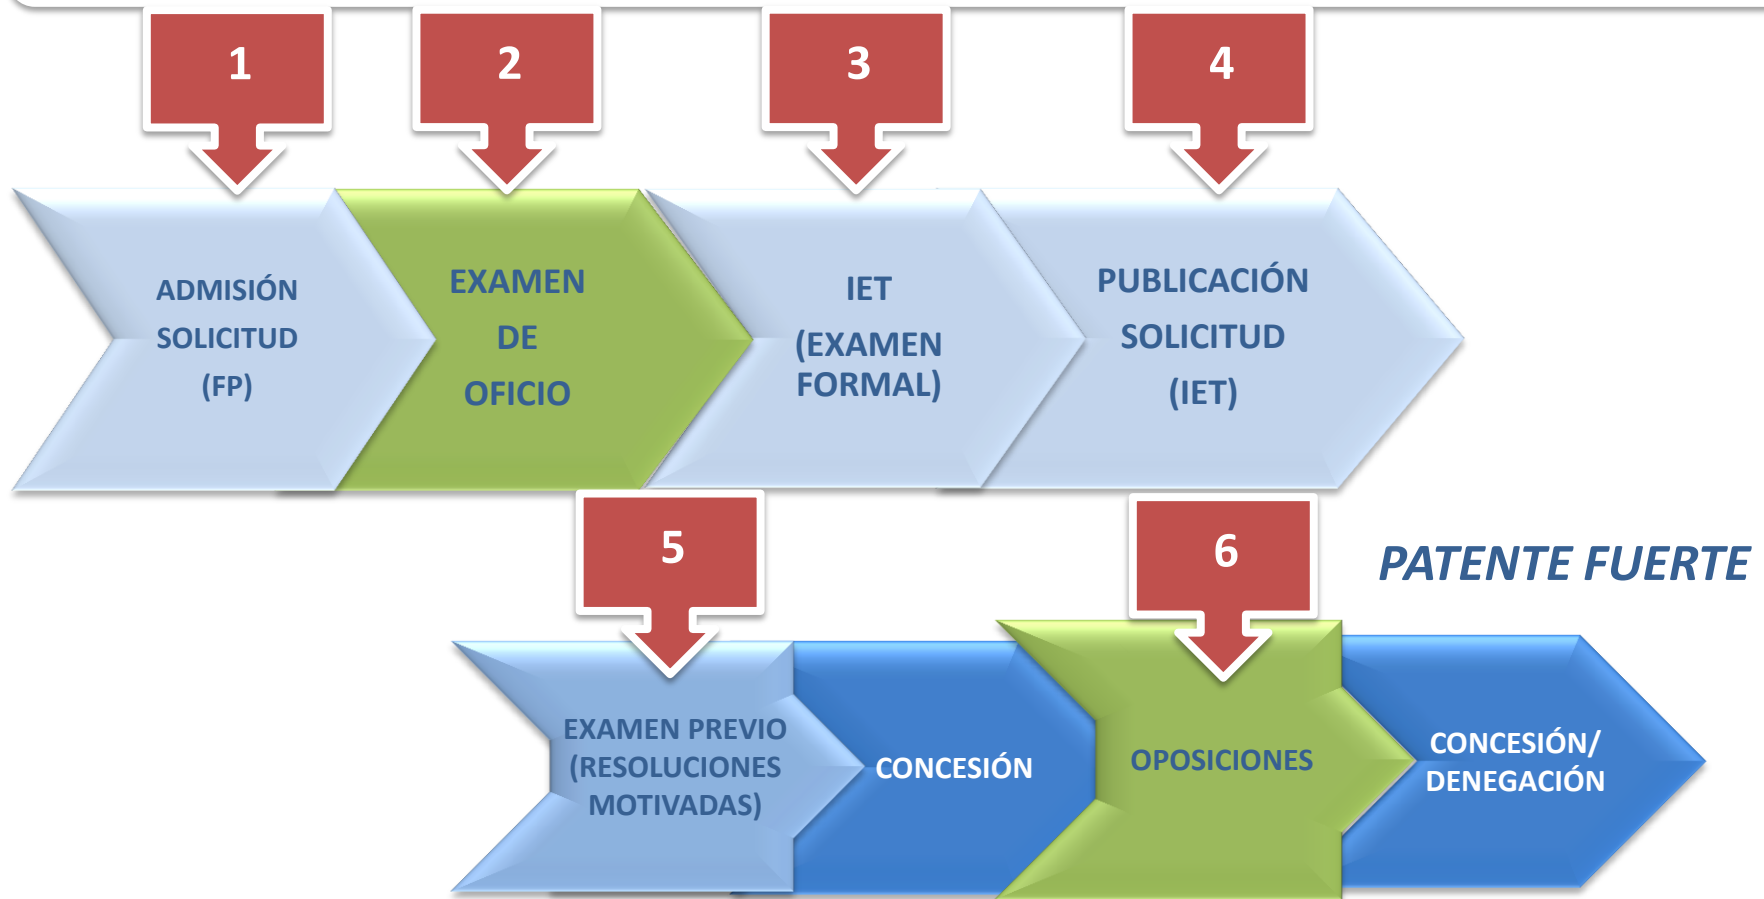 1
2
3
4
ADMISIÓN
SOLICITUD
(FP)
EXAMEN
DE
OFICIO
IET
(EXAMEN
FORMAL)
PUBLICACIÓN
SOLICITUD
(IET)
5
6
PATENTE FUERTE
EXAMEN PREVIO
(RESOLUCIONES
MOTIVADAS)
CONCESIÓN
OPOSICIONES
CONCESIÓN/
DENEGACIÓN